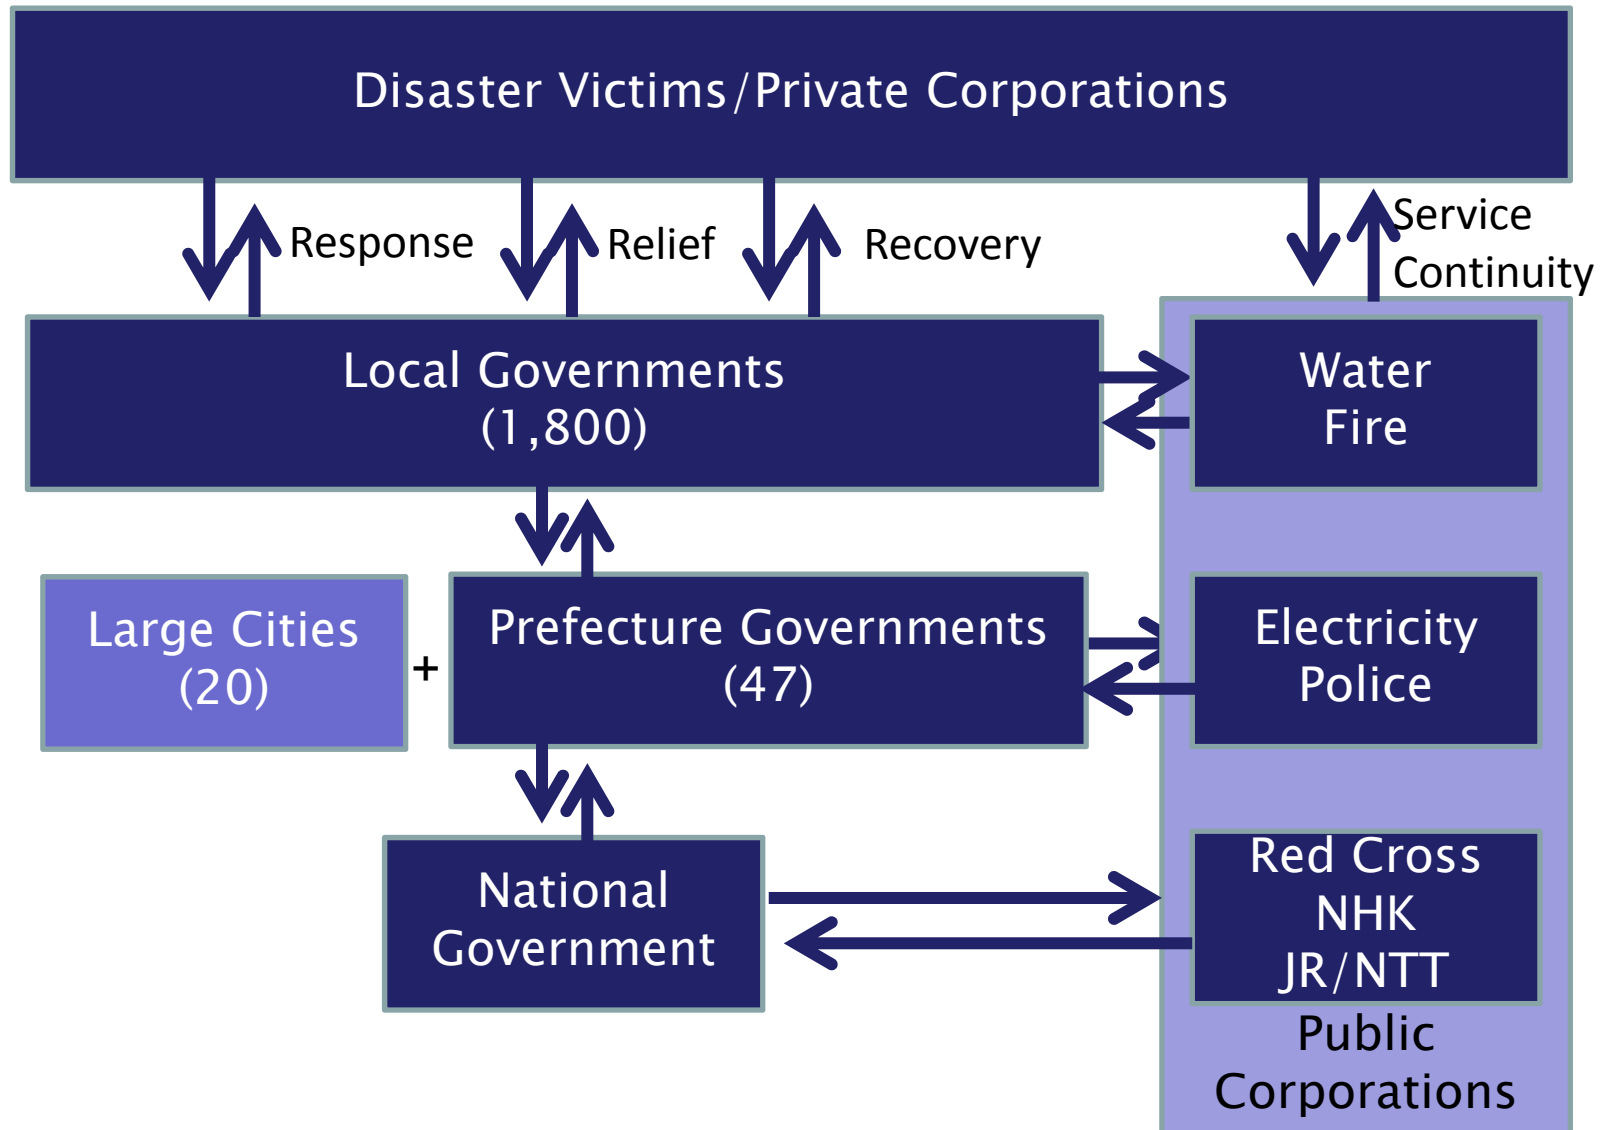 Disaster Victims/Private Corporations
Response
Relief
Recovery
Service
Continuity
Local Governments
(1,800)
Water
Fire
Large Cities
(20)
+
Prefecture Governments
(47)
Electricity
Police
National
Government
Red Cross
NHK
JR/NTT
Public
Corporations